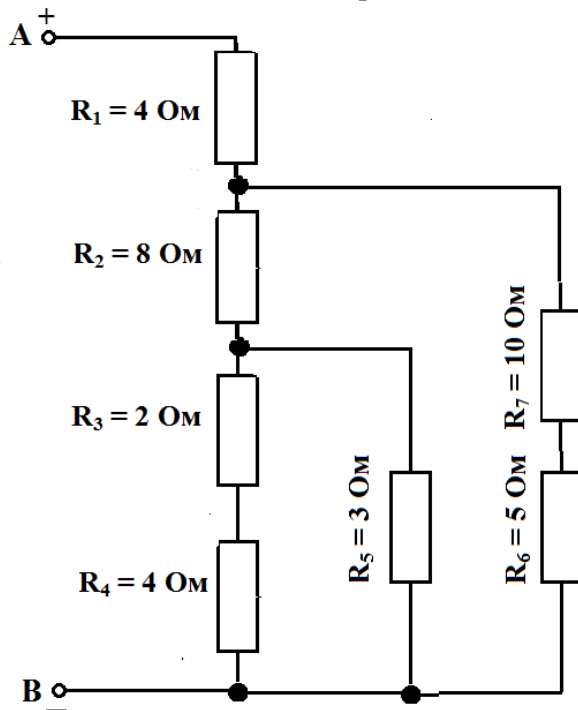 +
A
R₁ = 4 Ом
R₂ = 8 Ом
R₃ = 2 Ом
R₄ = 4 Ом
R₅ = 3 Ом
R₇ = 10 Ом
R₆ = 5 Ом
B
–